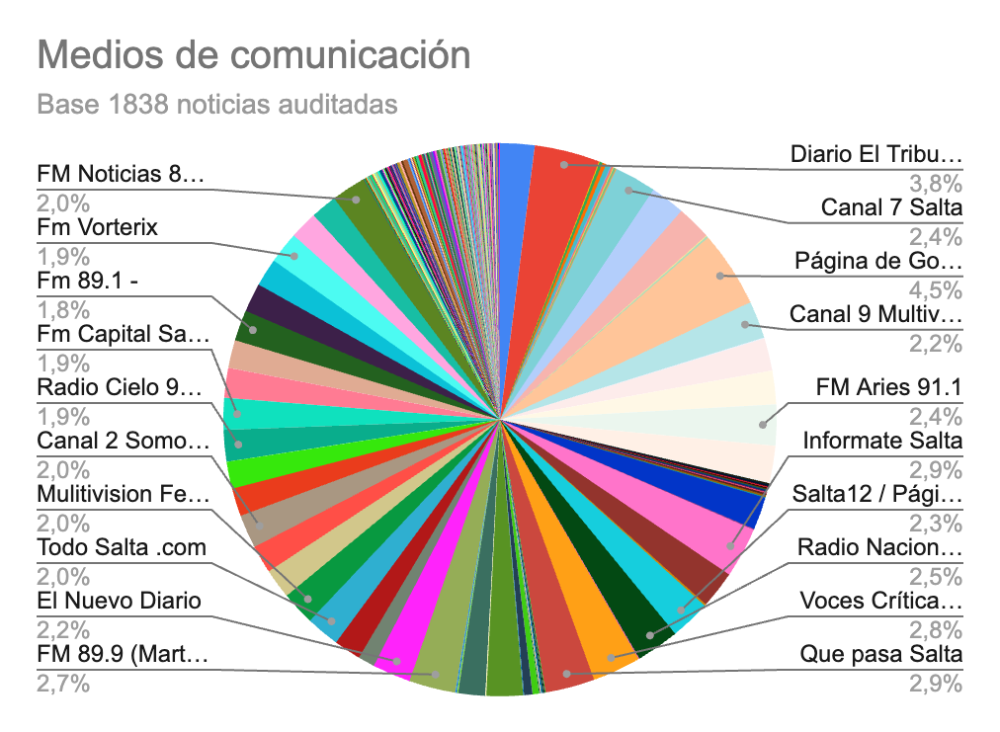 Medios de comunicación
Base 1838 noticias auditadas
FM Noticias 8…
2,0%
Fm Vorterix
1,9%
Fm 89.1 -
1,8%
Fm Capital Sa…
1,9%
Radio Cielo 9…
1,9%
Canal 2 Somo…
2,0%
Mulitivision Fe…
2,0%
Todo Salta .com
2,0%
El Nuevo Diario
2,2%
FM 89.9 (Mart…
2,7%
Diario El Tribu…
3,8%
Canal 7 Salta
2,4%
Página de Go…
4,5%
Canal 9 Multiv…
2,2%
FM Aries 91.1
2,4%
Informate Salta
2,9%
Salta12 / Pági…
2,3%
Radio Nacion…
2,5%
Voces Crítica…
2,8%
Que pasa Salta
2,9%